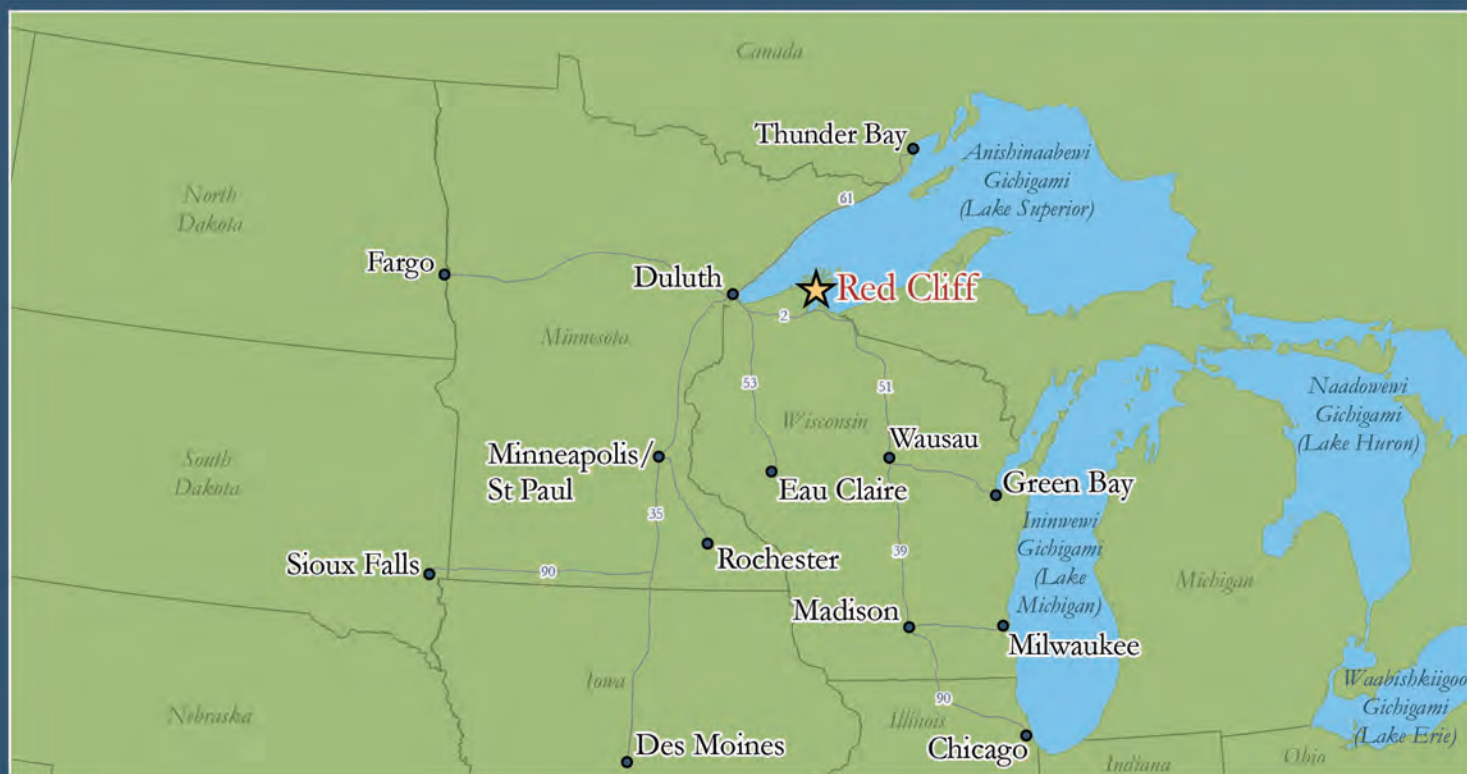 Canada
Thunder Bay
Anishinaabewi
Gichigami
(Lake Superior)
North
Dakota
61
Fargo
Duluth
Red Cliff
2
Minnesota
53
51
Wisconsin
Naadowewi
Gichigami
(Lake Huron)
South
Dakota
Minneapolis/
St Paul
Wausau
Eau Claire
Green Bay
35
Ininwewi
Gichigami
(Lake
Michigan)
Rochester
39
Sioux Falls
90
Michigan
Madison
Milwaukee
Iowa
90
Waabishkiigoo
Gichigami
(Lake Erie)
Nebraska
Illinois
Des Moines
Chicago
Indiana
Ohio